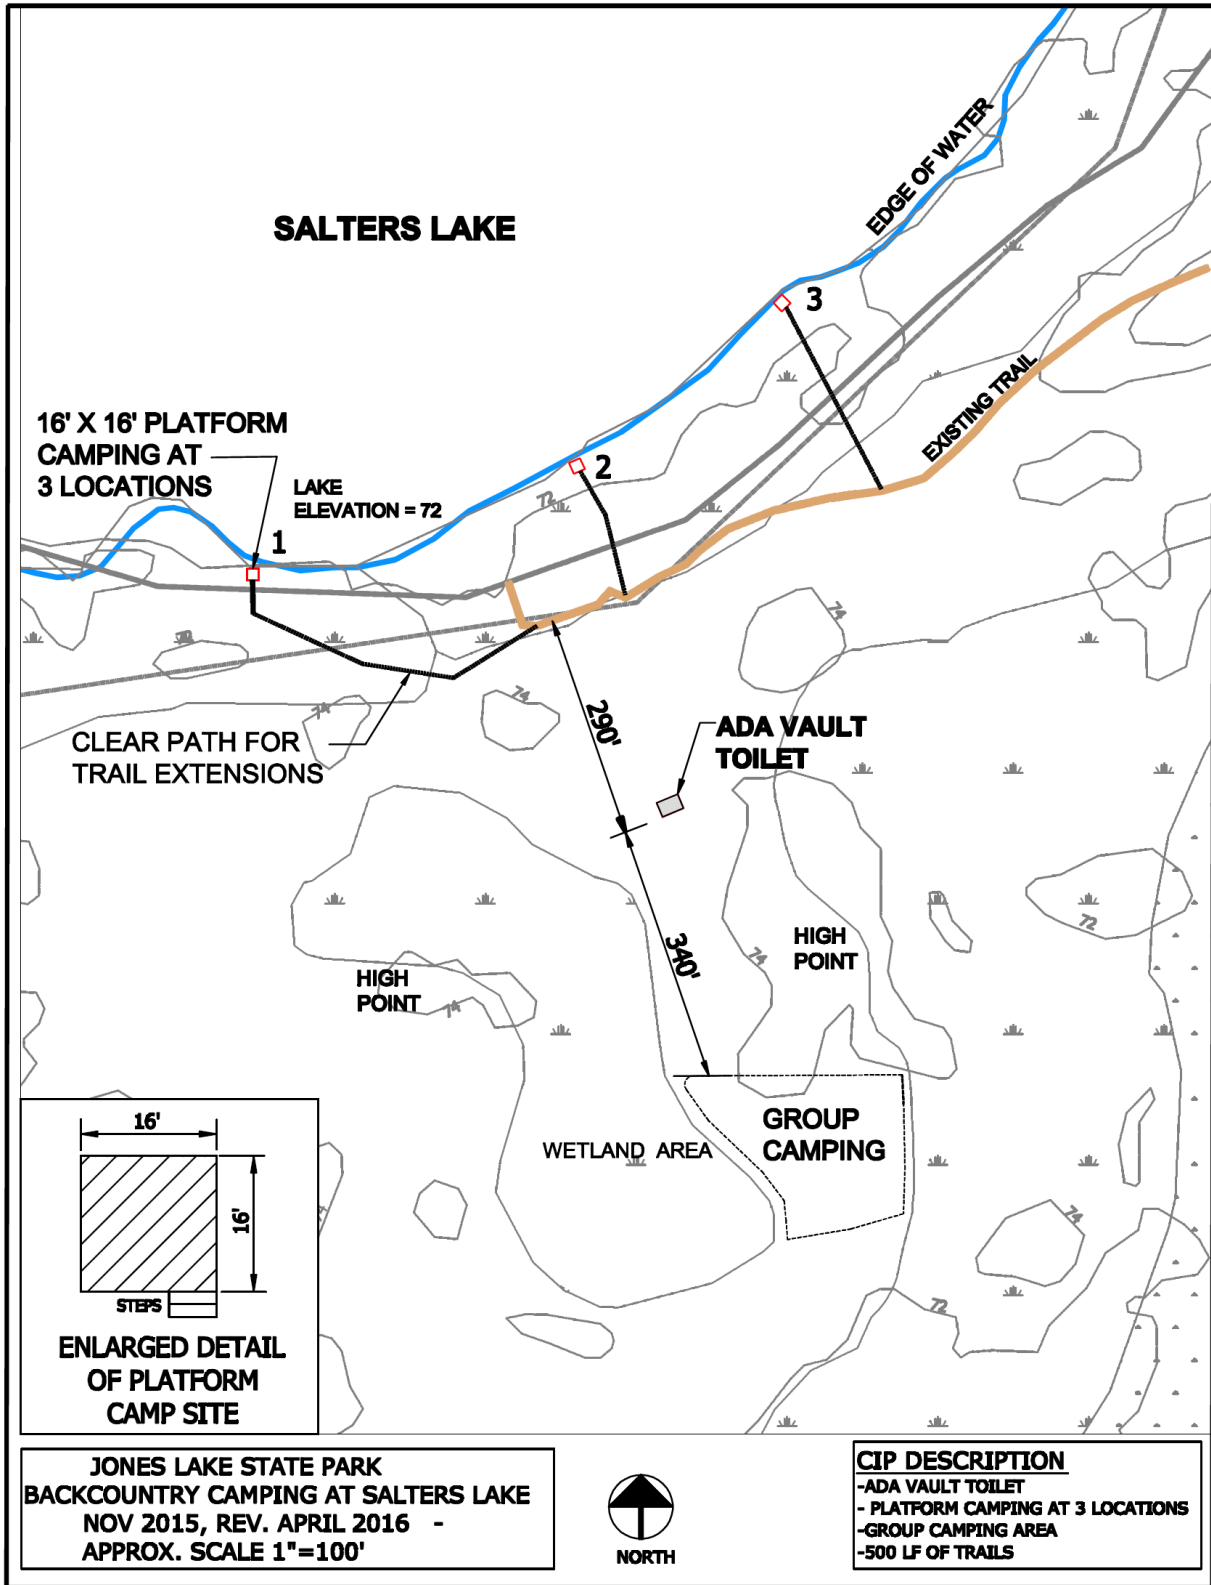 EDGE OF WATER
SALTERS LAKE
3
EXISTING TRAIL
16' X 16' PLATFORM
CAMPING AT
3 LOCATIONS
2
LAKE
ELEVATION = 72
72
1
74
72
74
74
290'
ADA VAULT
TOILET
CLEAR PATH FOR
TRAIL EXTENSIONS
72
HIGH
POINT
340'
74
HIGH
POINT
74
GROUP
CAMPING
WETLAND AREA
16'
16'
74
STEPS
72
ENLARGED DETAIL
OF PLATFORM
CAMP SITE
JONES LAKE STATE PARK
BACKCOUNTRY CAMPING AT SALTERS LAKE
NOV 2015, REV. APRIL 2016 -
APPROX. SCALE 1"=100'
NORTH
CIP DESCRIPTION
-ADA VAULT TOILET
- PLATFORM CAMPING AT 3 LOCATIONS
-GROUP CAMPING AREA
-500 LF OF TRAILS